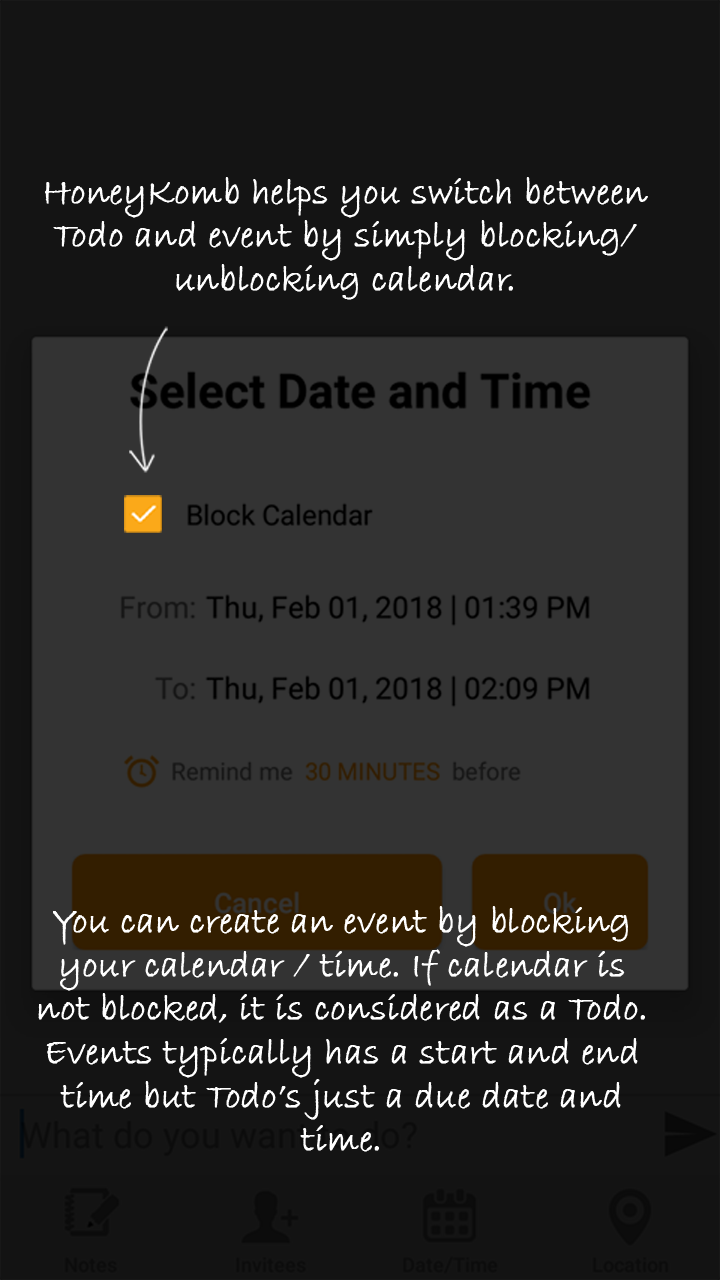 HoneyKomb helps you switch between
Todo and event by simply blocking/
unblocking calendar.
Select Date and Time
Block Calendar
From: Thu, Feb 01, 2018 | 01:39 PM
To: Thu, Feb 01, 2018 | 02:09 PM
Remind me 30 MINUTES before
Cancel Ok
You can create an event by blocking
your calendar / time. If calendar is
not blocked, it is considered as a Todo.
Events typically has a start and end
time but Todo's just a due date and
time.
What do you want to do?
Notes Invitees Date/Time Location